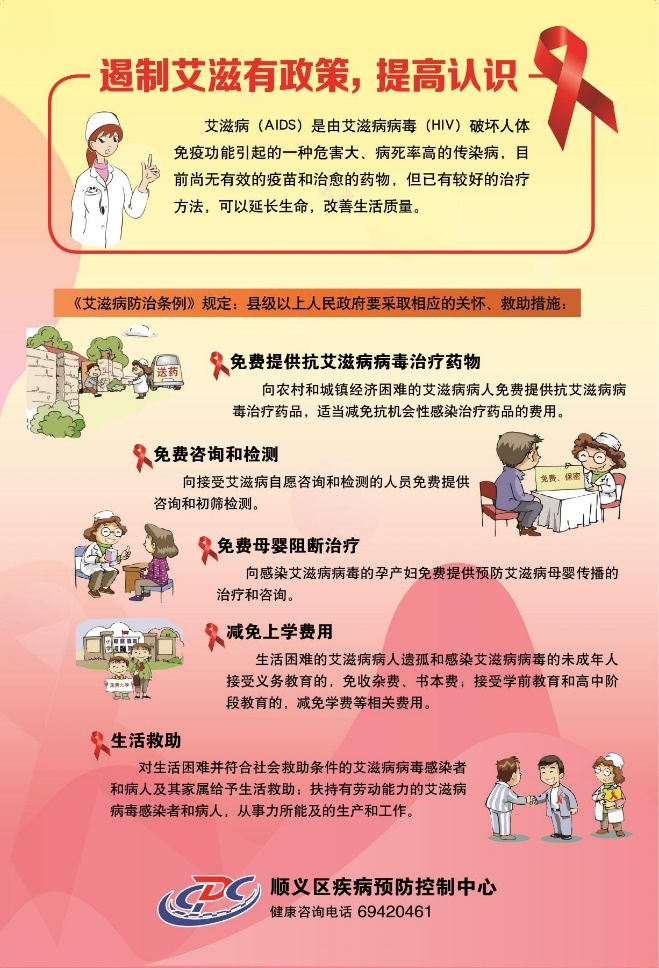 遏制艾滋有政策，提高认识
艾滋病（AIDS）是由艾滋病病毒（HIV）破坏人体
免疫功能引起的一种危害大、病死率高的传染病，目
前尚无有效的疫苗和治愈的药物，但已有较好的治疗
方法，可以延长生命，改善生活质量。
《艾滋病防治条例》规定：县级以上人民政府要采取相应的关怀、救助措施：
送药
免费提供抗艾滋病病毒治疗药物
向农村和城镇经济困难的艾滋病病人免费提供抗艾滋病病
毒治疗药品，适当减免抗机会性感染治疗药品的费用。
免费咨询和检测
向接受艾滋病自愿咨询和检测的人员免费提供
咨询和初筛检测。
免费、保密
免费母婴阻断治疗
向感染艾滋病病毒的孕产妇免费提供预防艾滋病母婴传播的
治疗和咨询。
减免上学费用
生活困难的艾滋病病人遗孤和感染艾滋病病毒的未成年人
接受义务教育的，免收杂费、书本费；接受学前教育和高中阶
段教育的，减免学费等相关费用。
生活救助
对生活困难并符合社会救助条件的艾滋病病毒感染者
和病人及其家属给予生活救助；扶持有劳动能力的艾滋病
病毒感染者和病人，从事力所能及的生产和工作。
CDC
顺义区疾病预防控制中心
健康咨询电话 69420461